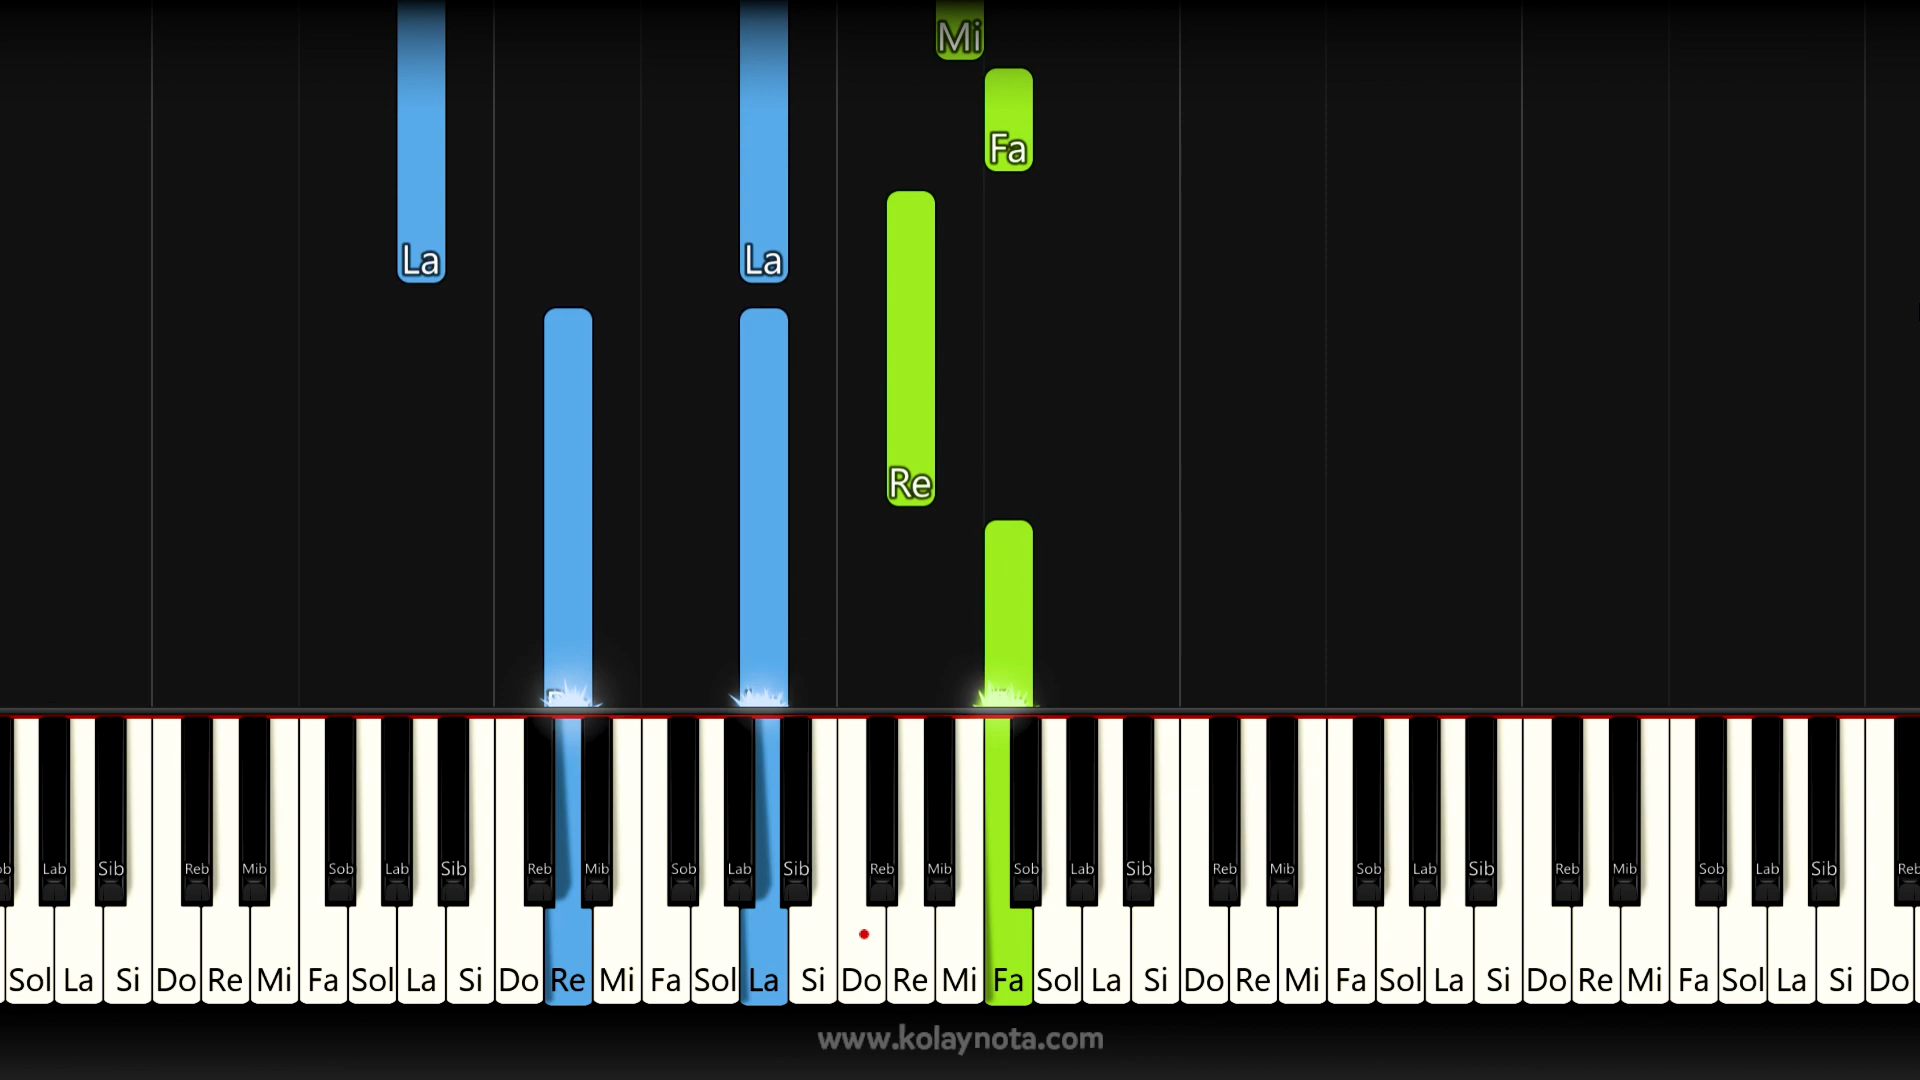 Mi
Fa
La La
Re
ob Lab Sib Reb Mib Sob Lab Sib Reb Mib Sob Lab Sib Reb Mib Sob Lab Sib Reb Mib Sob Lab Sib Reb Mib Sob Lab Sib Reb
Sol La Si Do Re Mi Fa Sol La Si Do Re Mi Fa Sol La Si Do Re Mi Fa Sol La Si Do Re Mi Fa Sol La Si Do Re Mi Fa Sol La Si Do
www.kolaynota.com